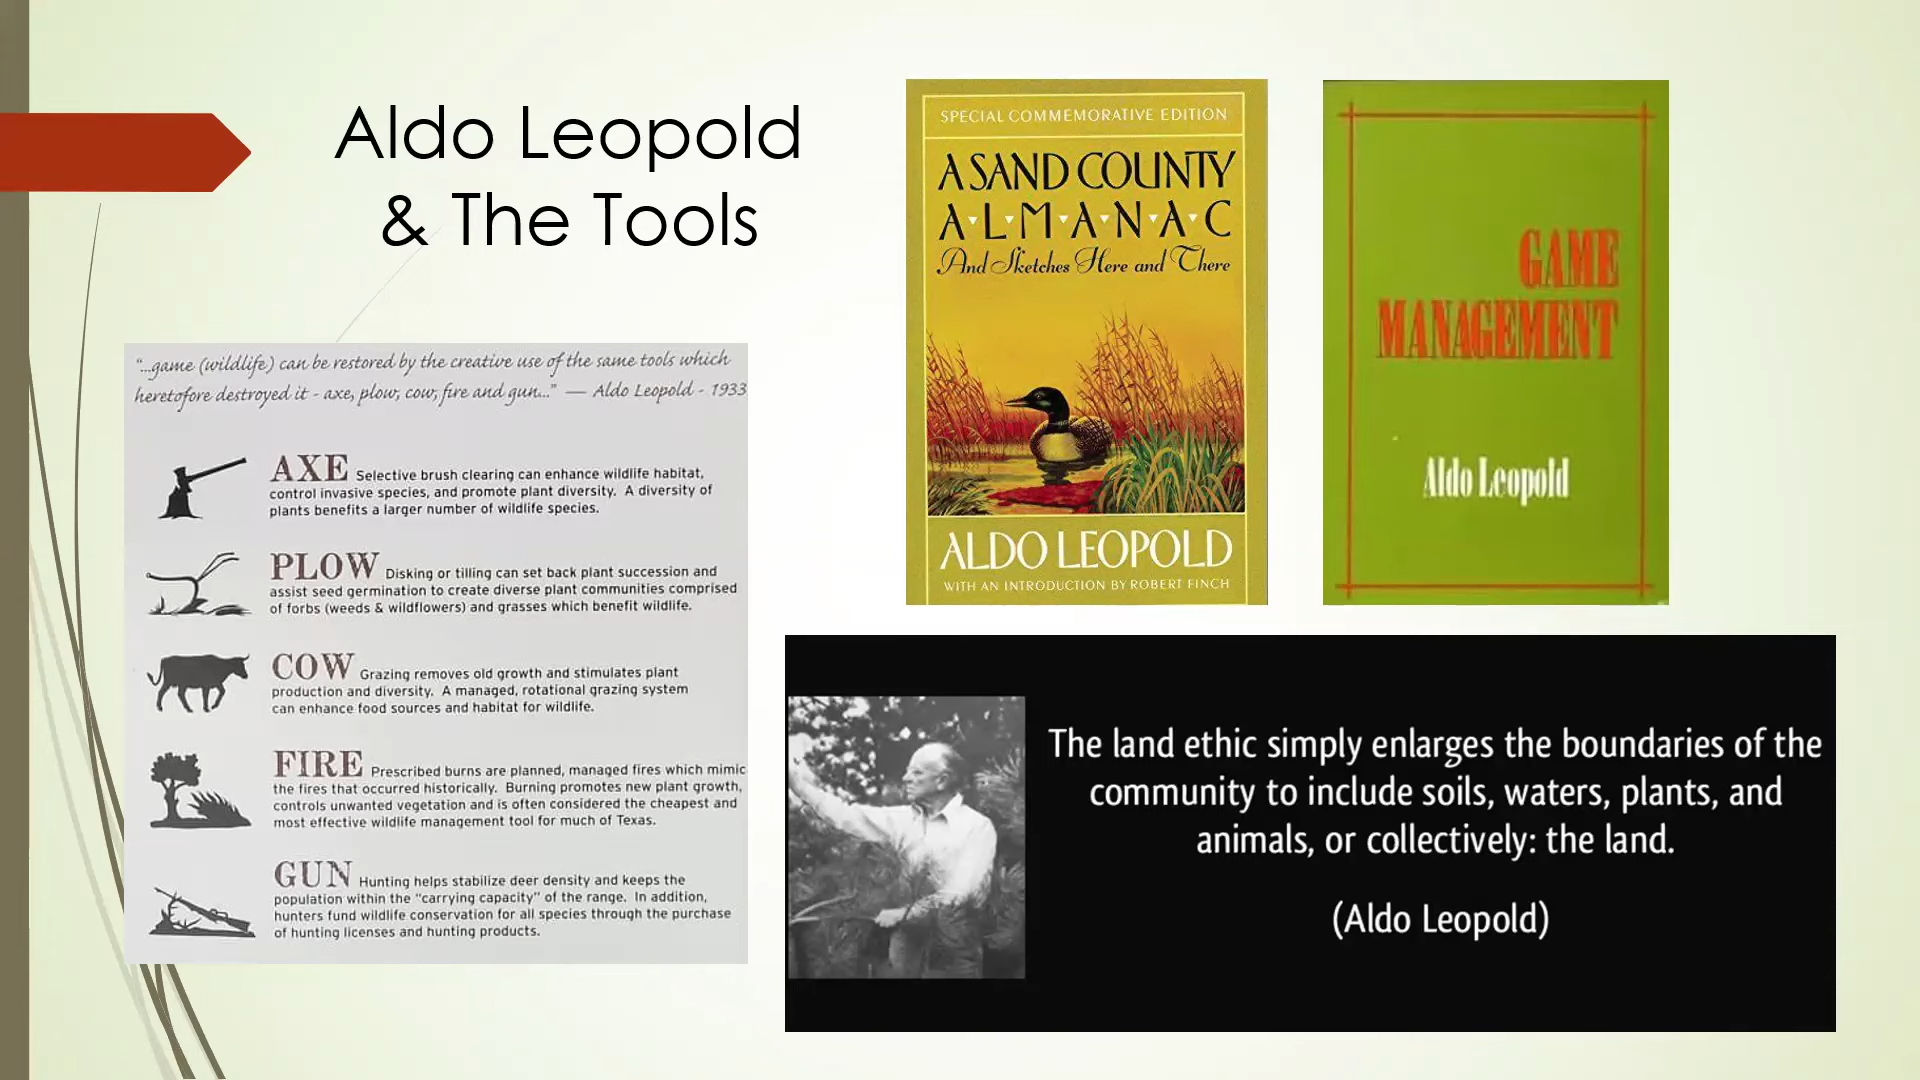 Aldo Leopold
& The Tools
"...game (wildlife) can be restored by the creative use of the same tools which
heretofore destroyed it - axe, plow, cow, fire and gun..." — Aldo Leopold - 1933
AXE Selective brush clearing can enhance wildlife habitat,
control invasive species, and promote plant diversity. A diversity of
plants benefits a larger number of wildlife species.
PLOW Disking or tilling can set back plant succession and
assist seed germination to create diverse plant communities comprised
of forbs (weeds & wildflowers) and grasses which benefit wildlife.
COW Grazing removes old growth and stimulates plant
production and diversity. A managed, rotational grazing system
can enhance food sources and habitat for wildlife.
FIRE Prescribed burns are planned, managed fires which mimic
the fires that occurred historically. Burning promotes new plant growth,
controls unwanted vegetation and is often considered the cheapest and
most effective wildlife management tool for much of Texas.
GUN Hunting helps stabilize deer density and keeps the
population within the "carrying capacity" of the range. In addition,
hunters fund wildlife conservation for all species through the purchase
of hunting licenses and hunting products.
SPECIAL COMMEMORATIVE EDITION
A SAND COUNTY
A·L·M·A·N·A·C
And Sketches Here and There
ALDO LEOPOLD
WITH AN INTRODUCTION BY ROBERT FINCH
GAME
MANAGEMENT
Aldo Leopold
The land ethic simply enlarges the boundaries of the
community to include soils, waters, plants, and
animals, or collectively: the land.
(Aldo Leopold)